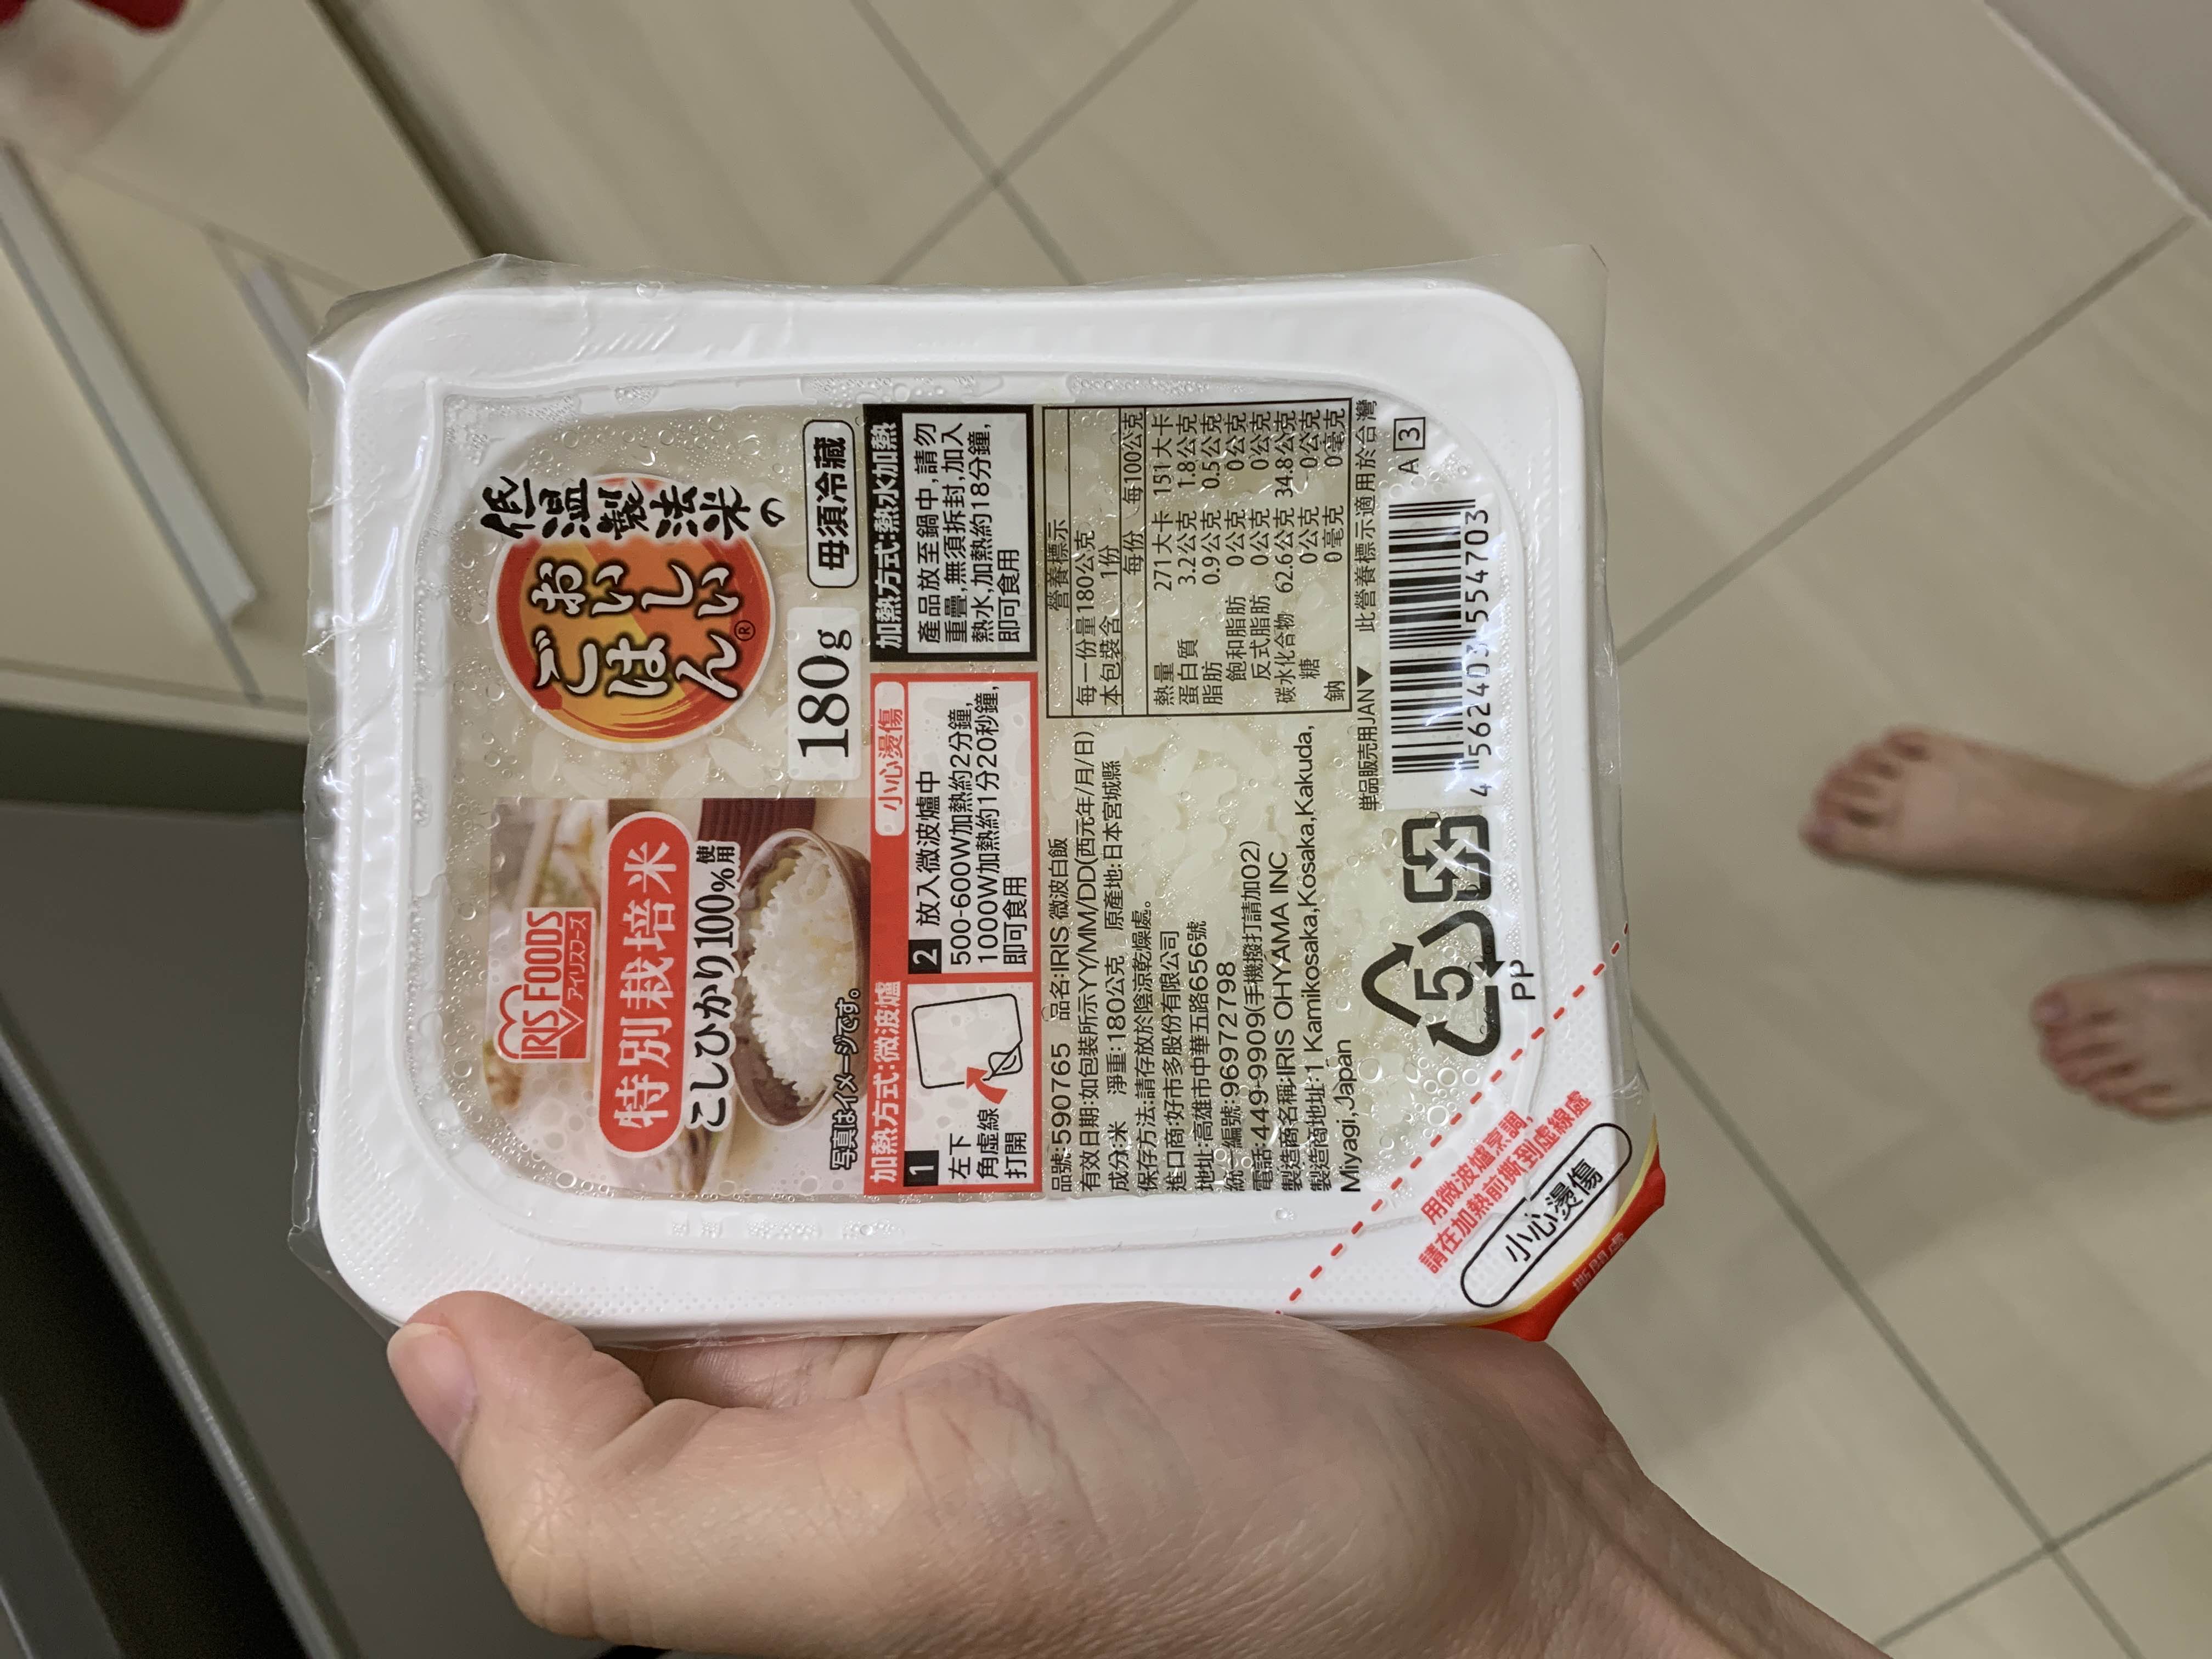 IRIS FOODS
アイリスフーズ
特別栽培米
こしひかり100%使用
写真はイメージです。
低温製法米の
おいしい
ごはん®
180g
毋須冷藏
加熱方式:微波爐
小心燙傷
1
左下
角虛線
打開
2 放入微波爐中
500-600W加熱約2分鐘,
1000W加熱約1分20秒鐘,
即可食用
加熱方式:熱水加熱
產品放至鍋中,請勿
重疊,無須拆封,加入
熱水,加熱約18分鐘,
即可食用
品號:590765 品名:IRIS 微波白飯
有效日期:如包裝所示YY/MM/DD(西元年/月/日)
成分:米 淨重:180公克 原產地:日本宮城縣
保存方法:請存放於陰涼乾燥處。
進口商:好市多股份有限公司
地址:高雄市中華五路656號
統一編號:96972798
電話:449-9909(手機撥打請加02)
製造商名稱:IRIS OHYAMA INC
製造商地址:1 Kamikosaka,Kosaka,Kakuda,
Miyagi,Japan
營養標示
每一份量180公克
本包裝含 1份
每份 每100公克
熱量 271大卡 151大卡
蛋白質 3.2公克 1.8公克
脂肪 0.9公克 0.5公克
飽和脂肪 0公克 0公克
反式脂肪 0公克 0公克
碳水化合物 62.6公克 34.8公克
糖 0公克 0公克
鈉 0毫克 0毫克
此營養標示適用於台灣
単品販売用JAN▼
A 3
4 562403 554703
5
PP
用微波爐烹調,
請在加熱前撕到虛線處
小心燙傷
撕開處